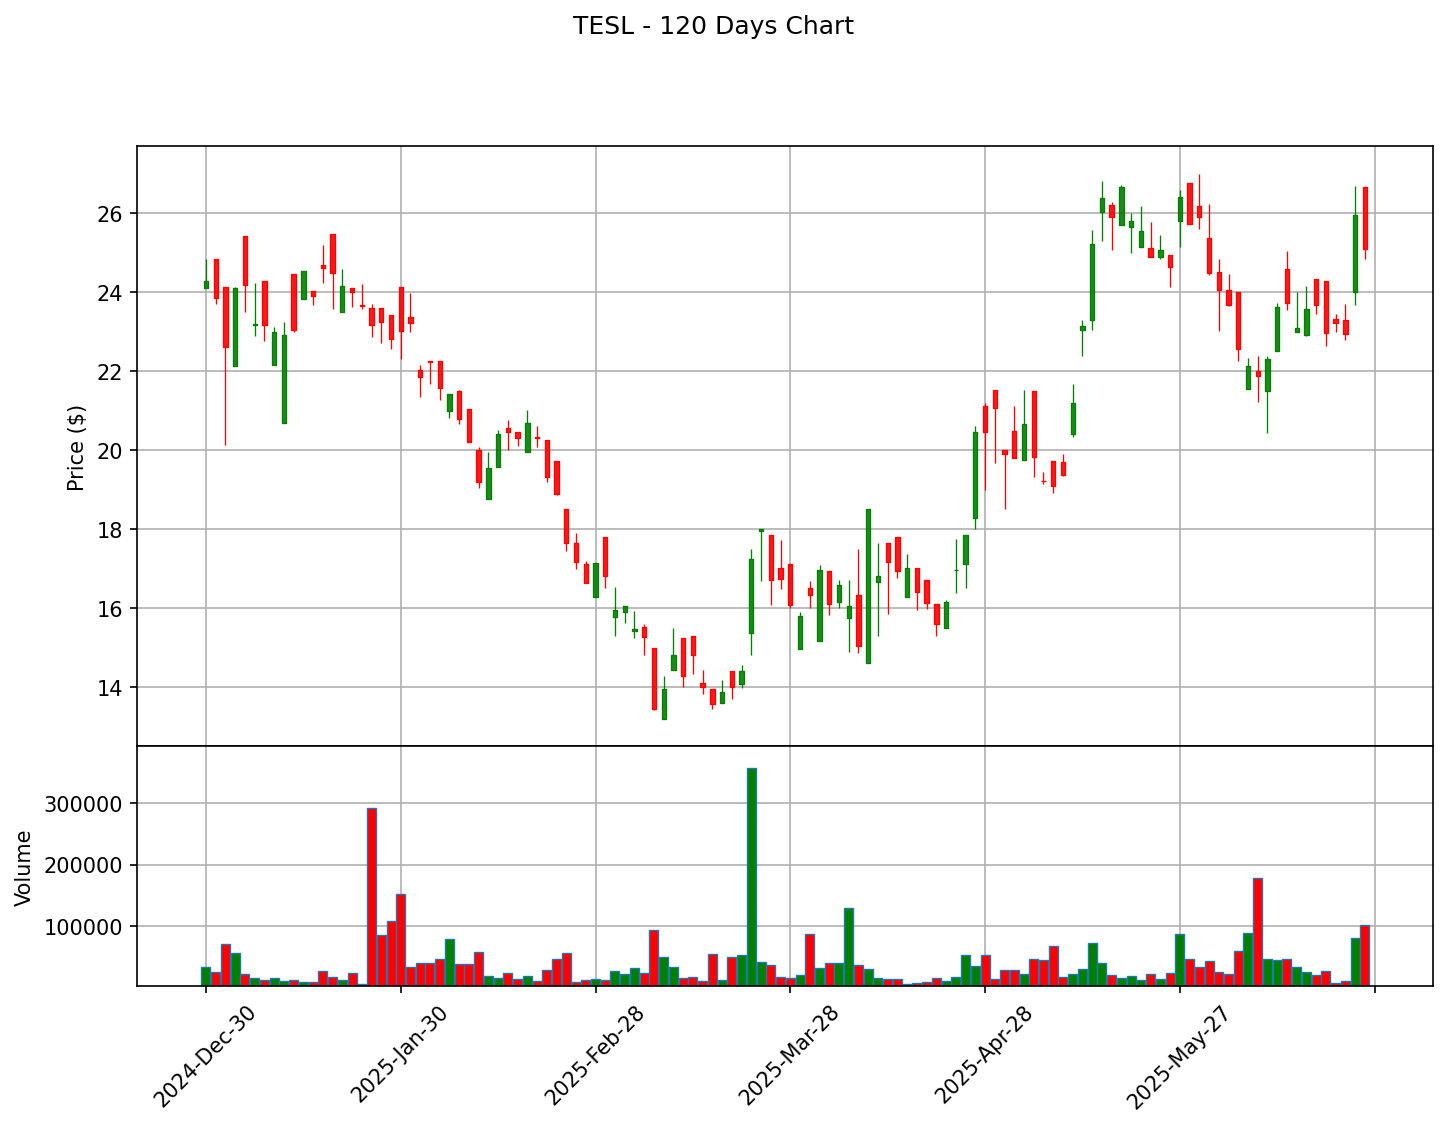 TESL - 120 Days Chart
Price ($)
26
24
22
20
18
16
14
Volume
300000
200000
100000
2024-Dec-30
2025-Jan-30
2025-Feb-28
2025-Mar-28
2025-Apr-28
2025-May-27